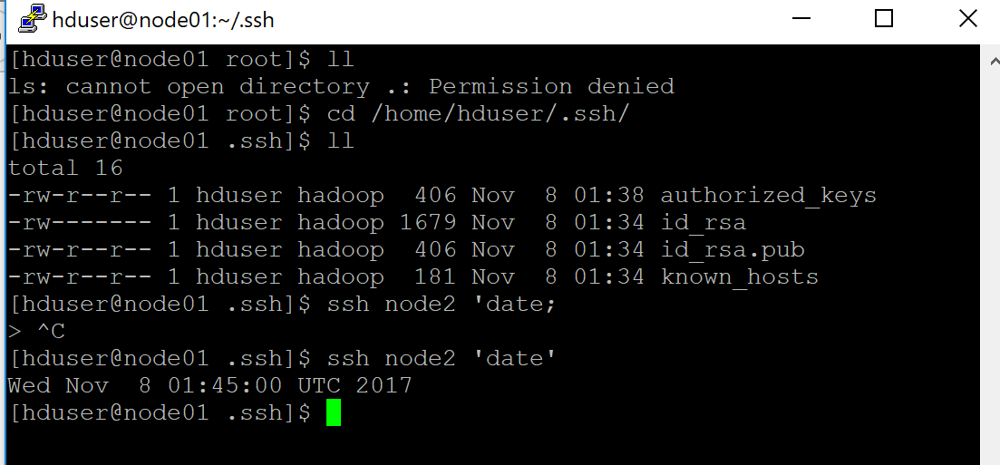 hduser@node01:~/.ssh
[hduser@node01 root]$ ll
ls: cannot open directory .: Permission denied
[hduser@node01 root]$ cd /home/hduser/.ssh/
[hduser@node01 .ssh]$ ll
total 16
-rw-r--r-- 1 hduser hadoop  406 Nov  8 01:38 authorized_keys
-rw------- 1 hduser hadoop 1679 Nov  8 01:34 id_rsa
-rw-r--r-- 1 hduser hadoop  406 Nov  8 01:34 id_rsa.pub
-rw-r--r-- 1 hduser hadoop  181 Nov  8 01:34 known_hosts
[hduser@node01 .ssh]$ ssh node2 'date;
> ^C
[hduser@node01 .ssh]$ ssh node2 'date'
Wed Nov  8 01:45:00 UTC 2017
[hduser@node01 .ssh]$